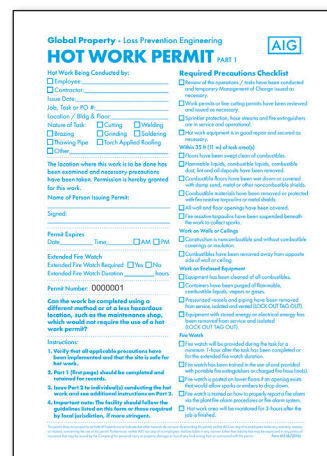 Global Property - Loss Prevention Engineering
HOT WORK PERMIT PART 1
AIG
Hot Work Being Conducted by:
Employee:
Contractor:
Issue Date:
Job, Task or PO #:
Location / Bldg & Floor:
Nature of Task: Cutting Welding
Brazing Grinding Soldering
Thawing Pipe Torch Applied Roofing
Other
The location where this work is to be done has
been examined and necessary precautions
have been taken. Permission is hereby granted
for this work.
Name of Person Issuing Permit:
Signed:
Permit Expires
Date Time AM PM
Extended Fire Watch
Extended Fire Watch Required Yes No
Extended Fire Watch Duration hours
Permit Number: 0000001
Can the work be completed using a
different method or at a less hazardous
location, such as the maintenance shop,
which would not require the use of a hot
work permit?
Instructions:
1. Verify that all applicable precautions have
been implemented and that the site is safe for
hot work.
2. Part 1 (first page) should be completed and
retained for records.
3. Issue Part 2 to individual(s) conducting the hot
work and see additional instructions on Part 2.
4. Important note: The facility should follow the
guidelines listed on this form or those required
by local jurisdiction, if more stringent.
Required Precautions Checklist
Review of the operations / tasks have been conducted
and temporary Management of Change issued as
necessary.
Work permits or line cutting permits have been reviewed
and issued as necessary.
Sprinkler protection, hose streams and fire extinguishers
are in service and operational.
Hot work equipment is in good repair and secured as
necessary.
Within 35 ft (11 m) of task area(s)
Floors have been swept clean of combustibles.
Flammable liquids, combustible liquids, combustible
dust, lint and oil deposits have been removed.
Combustible floors have been wet down or covered
with damp sand, metal or other noncombustible shields.
Combustible materials have been removed or protected
with fire resistive tarpaulins or metal shields.
All wall and floor openings have been covered.
Fire resistive tarpaulins have been suspended beneath
the work to collect sparks.
Work on Walls or Ceilings
Construction is noncombustible and without combustible
coverings or insulation.
Combustibles have been removed away from opposite
side of wall or ceiling.
Work on Enclosed Equipment
Equipment has been cleaned of all combustibles.
Containers have been purged of flammable,
combustible liquids, vapors or gases.
Pressurized vessels and piping have been removed
from service, isolated and vented (LOCK OUT TAG OUT).
Equipment with stored energy or electrical energy has
been removed from service and isolated
(LOCK OUT TAG OUT).
Fire Watch
Fire watch will be provided during the task for a
minimum 1-hour after the task has been completed or
for the extended fire watch duration.
Fire watch has been trained in the use of and provided
with portable fire extinguishers or charged fire hose line(s).
Fire watch is posted on lower floors if an opening exists
that would allow sparks or embers to drop down.
Fire watch is trained on how to properly report a fire alarm
via the plant fire alarm procedures or fire alarm system.
Hot work area will be monitored for 3-hours after the
job is finished.